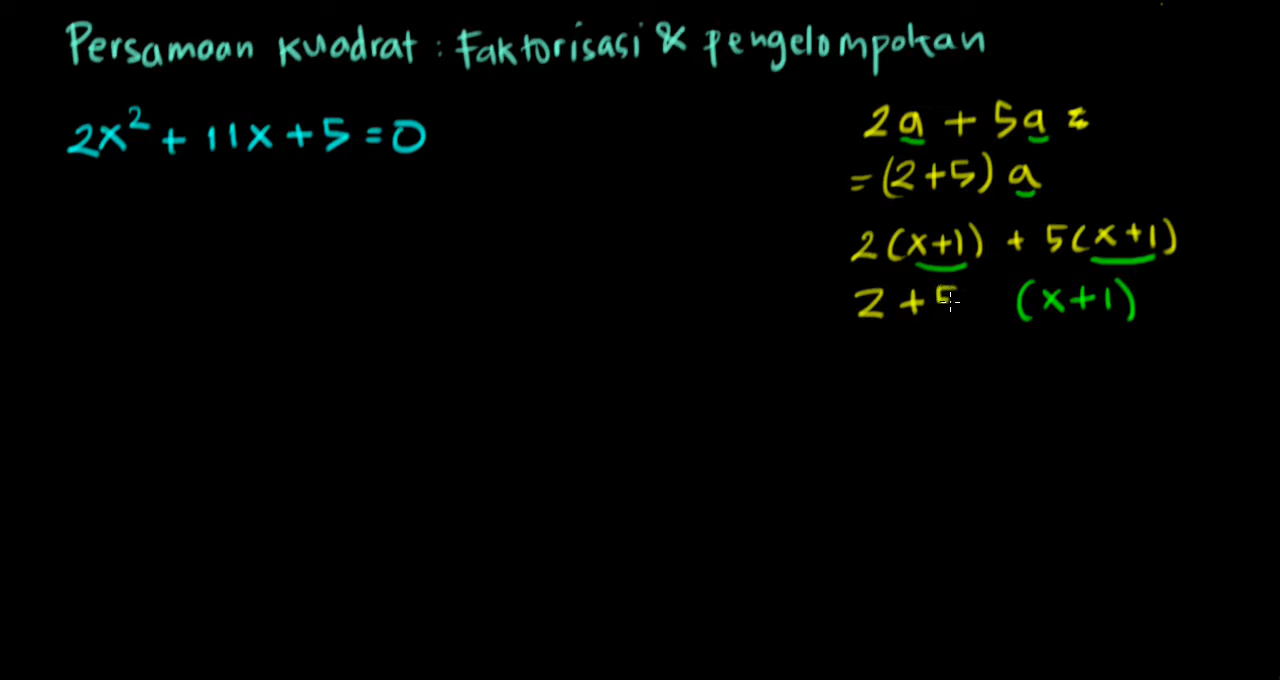 Persamaan kuadrat : Faktorisasi & pengelompokan
2x² + 11x + 5 = 0
2a + 5a =
= (2+5) a
2(x+1) + 5(x+1)
2 + 5 (x+1)